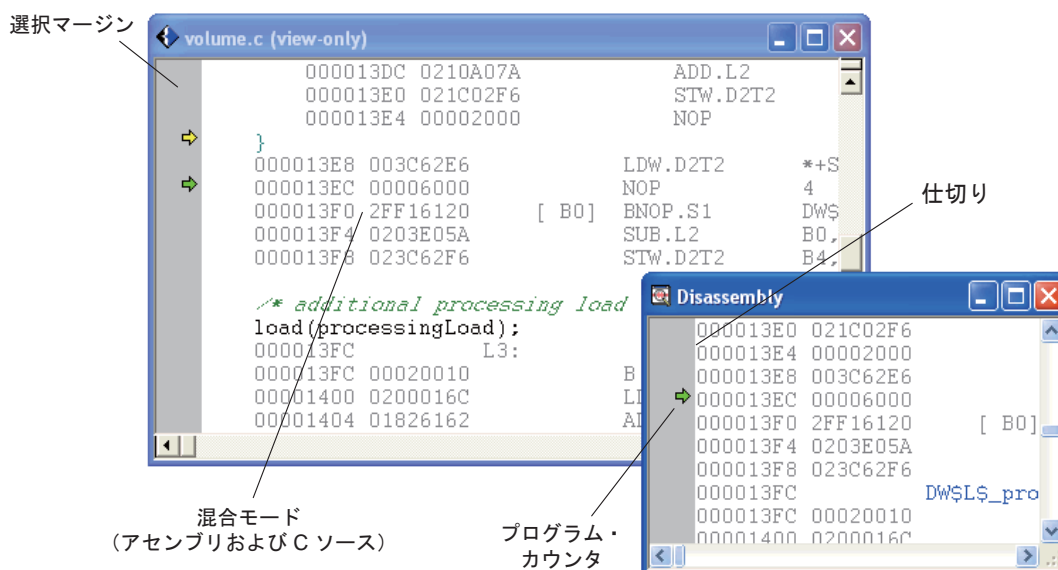 選択マージン
volume.c (view-only)
000013DC 0210A07A ADD.L2
000013E0 021C02F6 STW.D2T2
000013E4 00002000 NOP
}
000013E8 003C62E6 LDW.D2T2 *+S
000013EC 00006000 NOP 4
000013F0 2FF16120 [ B0] BNOP.S1 DW$
000013F4 0203E05A SUB.L2 B0,
000013F8 023C62F6 STW.D2T2 B4,
/* additional processing load
load(processingLoad);
000013FC L3:
000013FC 00020010 B
00001400 0200016C
00001404 01826162
仕切り
Disassembly
000013E0 021C02F6
000013E4 00002000
000013E8 003C62E6
000013EC 00006000
000013F0 2FF16120 [ B0]
000013F4 0203E05A
000013F8 023C62F6
000013FC DW$L$_pro
000013FC 00020010
00001400 0200016C
混合モード
(アセンブリおよび C ソース)
プログラム・
カウンタ